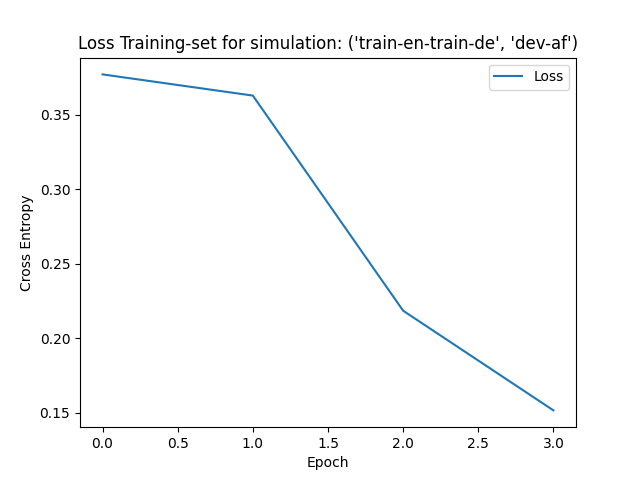 Loss Training-set for simulation: ('train-en-train-de', 'dev-af')
Loss
0.35
0.30
0.25
0.20
0.15
Cross Entropy
0.0 0.5 1.0 1.5 2.0 2.5 3.0
Epoch